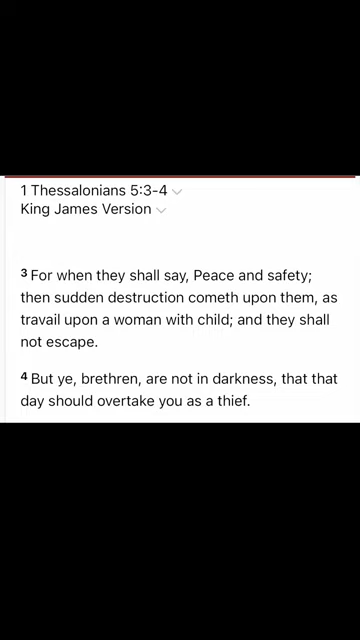 1 Thessalonians 5:3-4
King James Version
3 For when they shall say, Peace and safety;
then sudden destruction cometh upon them, as
travail upon a woman with child; and they shall
not escape.
4 But ye, brethren, are not in darkness, that that
day should overtake you as a thief.